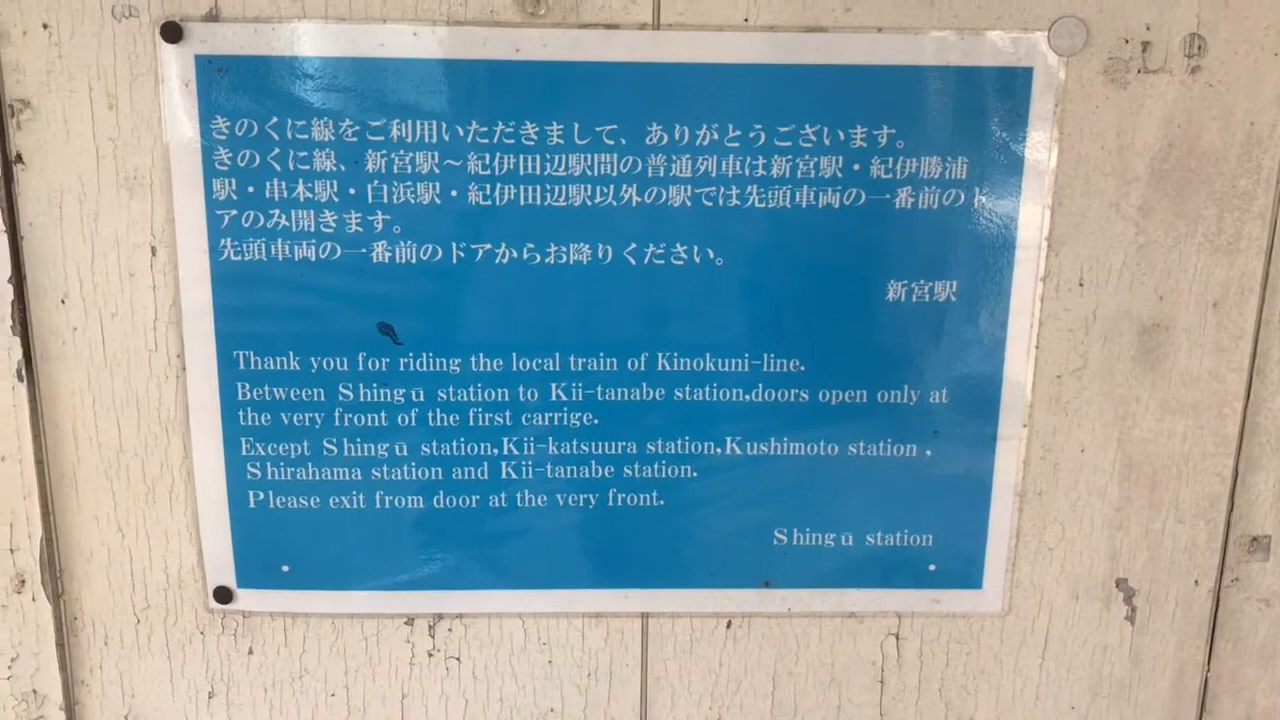 きのくに線をご利用いただきまして、ありがとうございます。
きのくに線、新宮駅～紀伊田辺駅間の普通列車は新宮駅・紀伊勝浦
駅・串本駅・白浜駅・紀伊田辺駅以外の駅では先頭車両の一番前のド
アのみ開きます。
先頭車両の一番前のドアからお降りください。
新宮駅
Thank you for riding the local train of Kinokuni-line.
Between Shingū station to Kii-tanabe station,doors open only at
the very front of the first carrige.
Except Shingū station,Kii-katsuura station,Kushimoto station ,
Shirahama station and Kii-tanabe station.
Please exit from door at the very front.
Shingū station